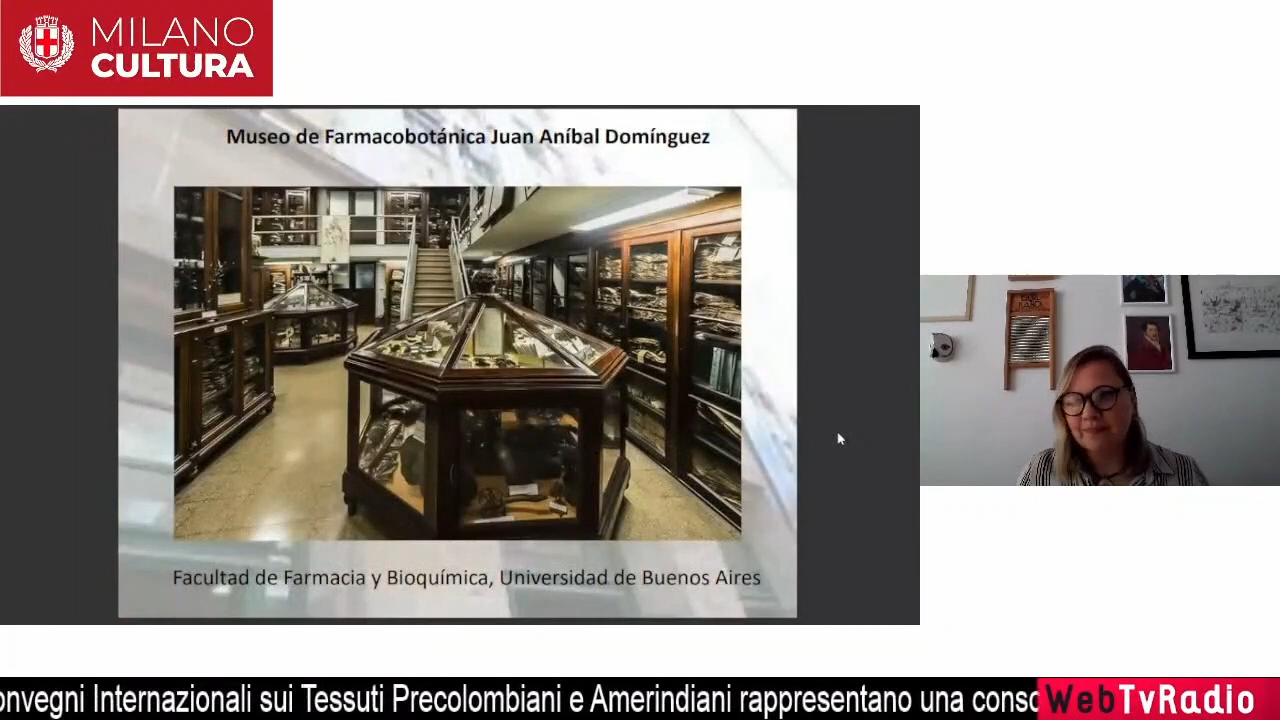 MILANO
CULTURA
Museo de Farmacobotánica Juan Aníbal Domínguez
Facultad de Farmacia y Bioquímica, Universidad de Buenos Aires
onvegni Internazionali sui Tessuti Precolombiani e Amerindiani rappresentano una conso
WebTvRadio